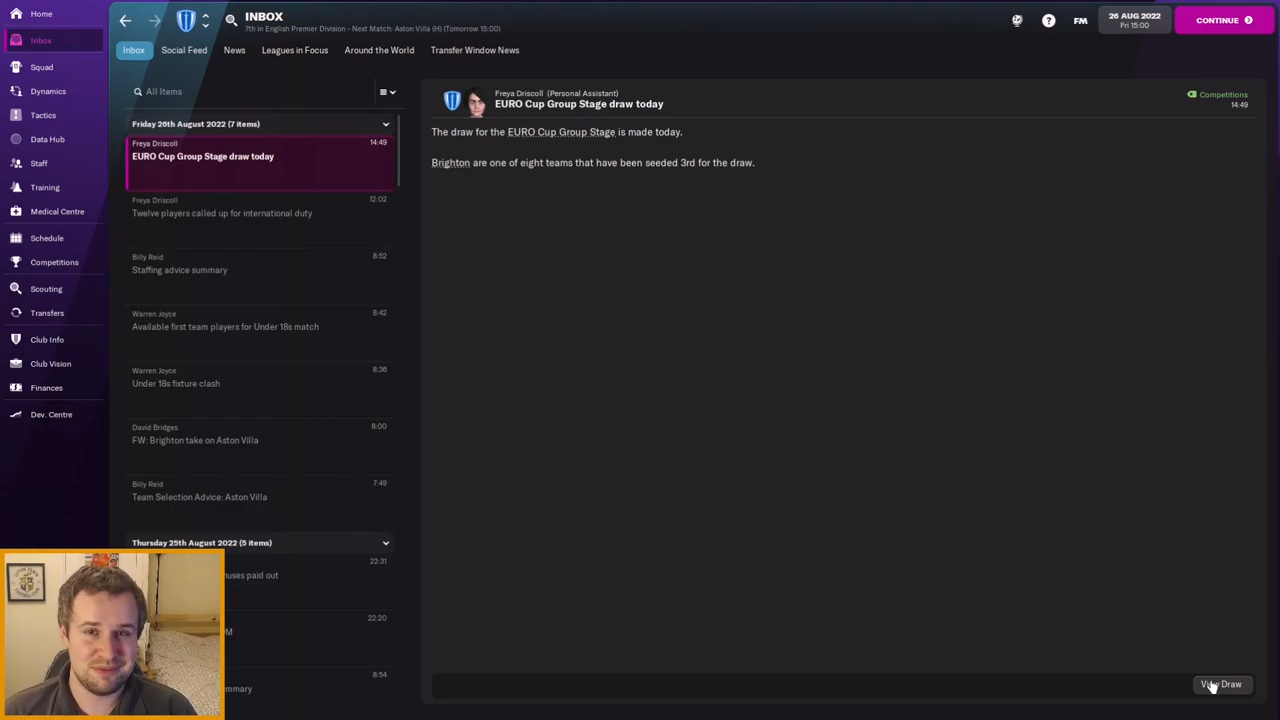 Home
Inbox
Squad
Dynamics
Tactics
Data Hub
Staff
Training
Medical Centre
Schedule
Competitions
Scouting
Transfers
Club Info
Club Vision
Finances
Dev. Centre
INBOX
7th in English Premier Division - Next Match: Aston Villa (H) (Tomorrow 15:00)
FM
26 AUG 2022
Fri 15:00
CONTINUE
Inbox
Social Feed
News
Leagues in Focus
Around the World
Transfer Window News
All Items
Friday 26th August 2022 (7 items)
Freya Driscoll 14:49
EURO Cup Group Stage draw today
Freya Driscoll 12:02
Twelve players called up for international duty
Billy Reid 8:52
Staffing advice summary
Warren Joyce 8:42
Available first team players for Under 18s match
Warren Joyce 8:36
Under 18s fixture clash
David Bridges 8:00
FW: Brighton take on Aston Villa
Billy Reid 7:49
Team Selection Advice: Aston Villa
Thursday 25th August 2022 (5 items)
22:31
uses paid out
22:20
M
8:54
mmary
Freya Driscoll (Personal Assistant)
EURO Cup Group Stage draw today
Competitions
14:49
The draw for the EURO Cup Group Stage is made today.
Brighton are one of eight teams that have been seeded 3rd for the draw.
View Draw
LUTON TOWN